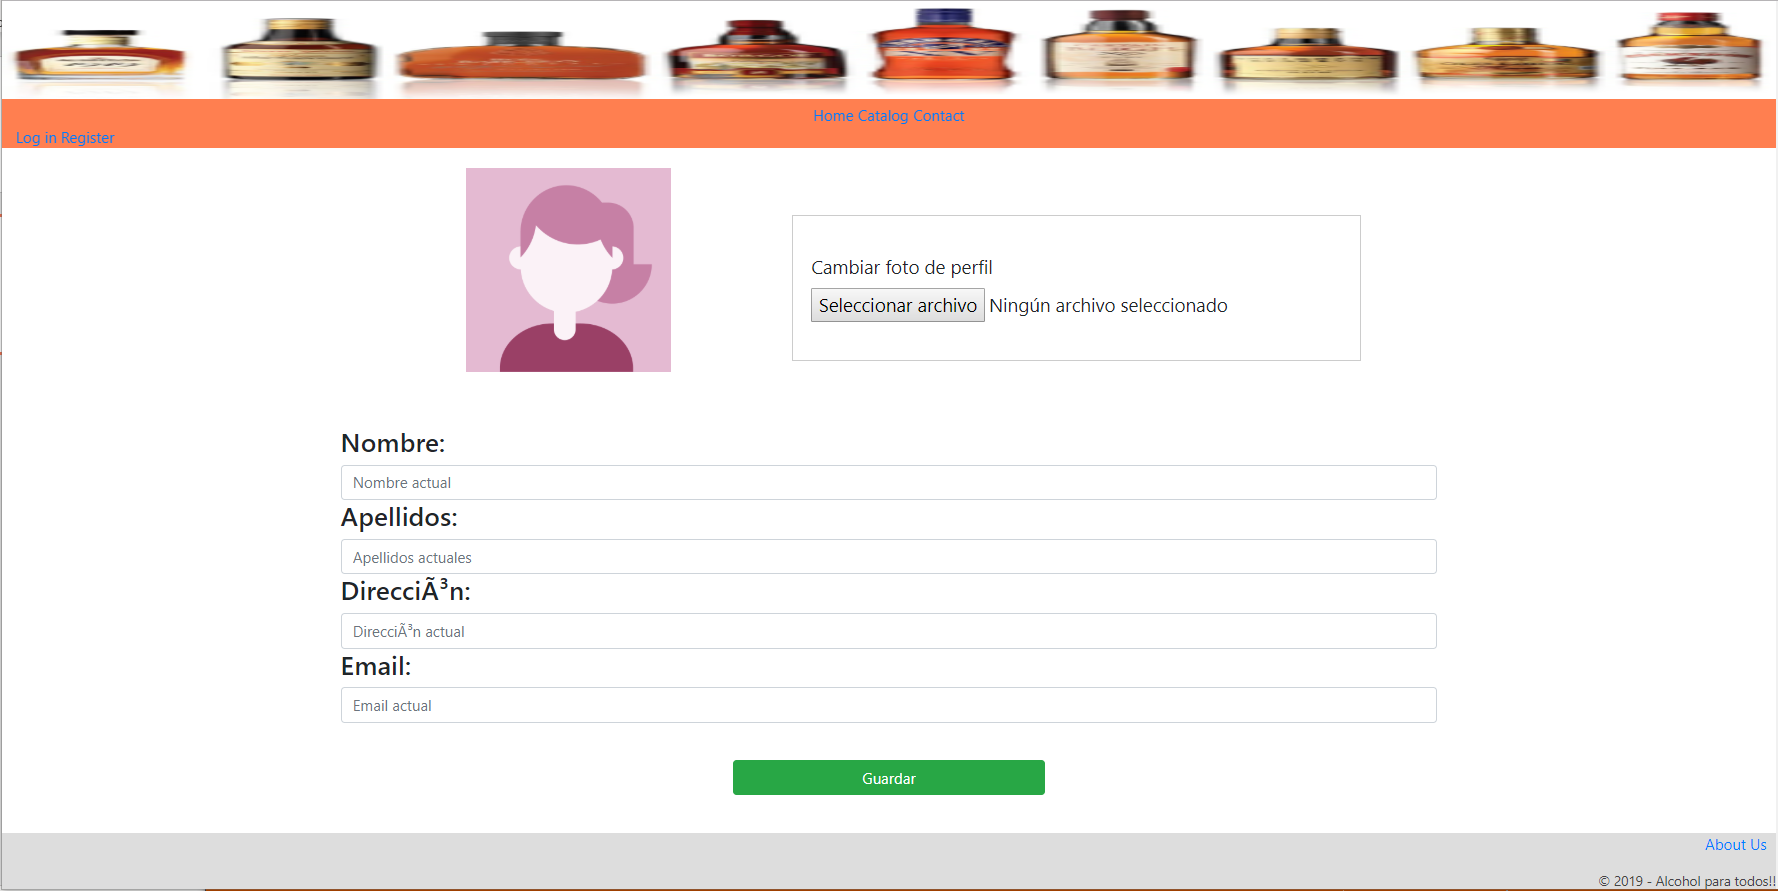 Home Catalog Contact
Log in Register
Cambiar foto de perfil
Seleccionar archivo Ningún archivo seleccionado
Nombre:
Nombre actual
Apellidos:
Apellidos actuales
DirecciÃ³n:
DirecciÃ³n actual
Email:
Email actual
Guardar
About Us
© 2019 - Alcohol para todos!!